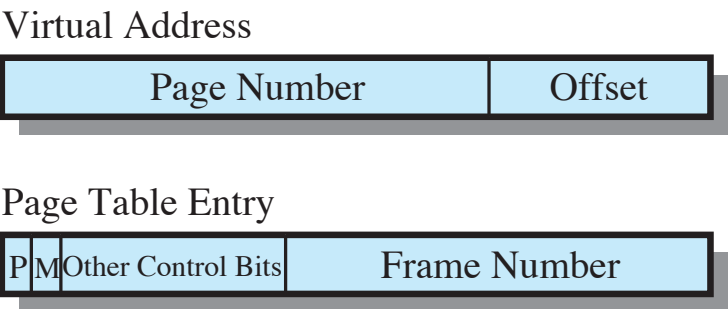 Virtual Address
Page Number Offset
Page Table Entry
P M Other Control Bits Frame Number